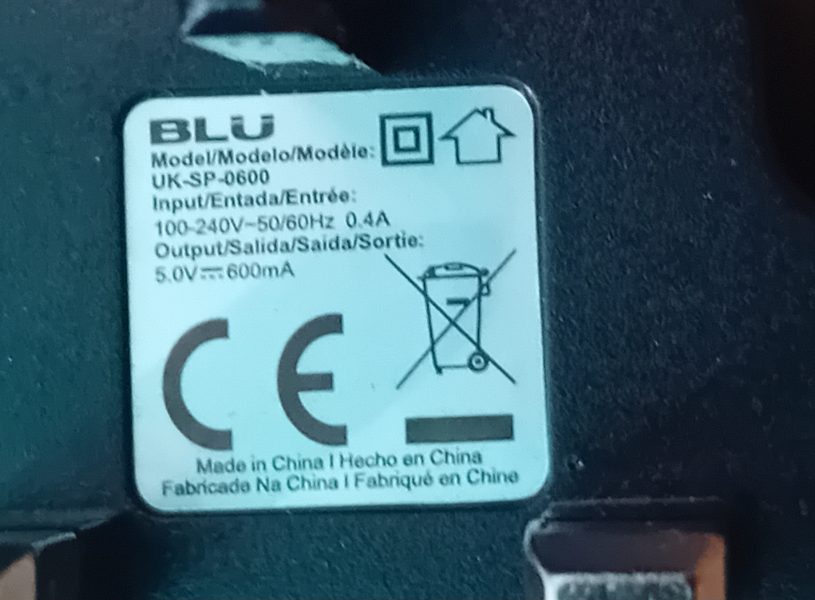 BLU
Model/Modelo/Modèle:
UK-SP-0600
Input/Entada/Entrée:
100-240V~50/60Hz 0.4A
Output/Salida/Saida/Sortie:
5.0V⎓600mA
CE
Made in China I Hecho en China
Fabricade Na China I Fabriqué en Chine